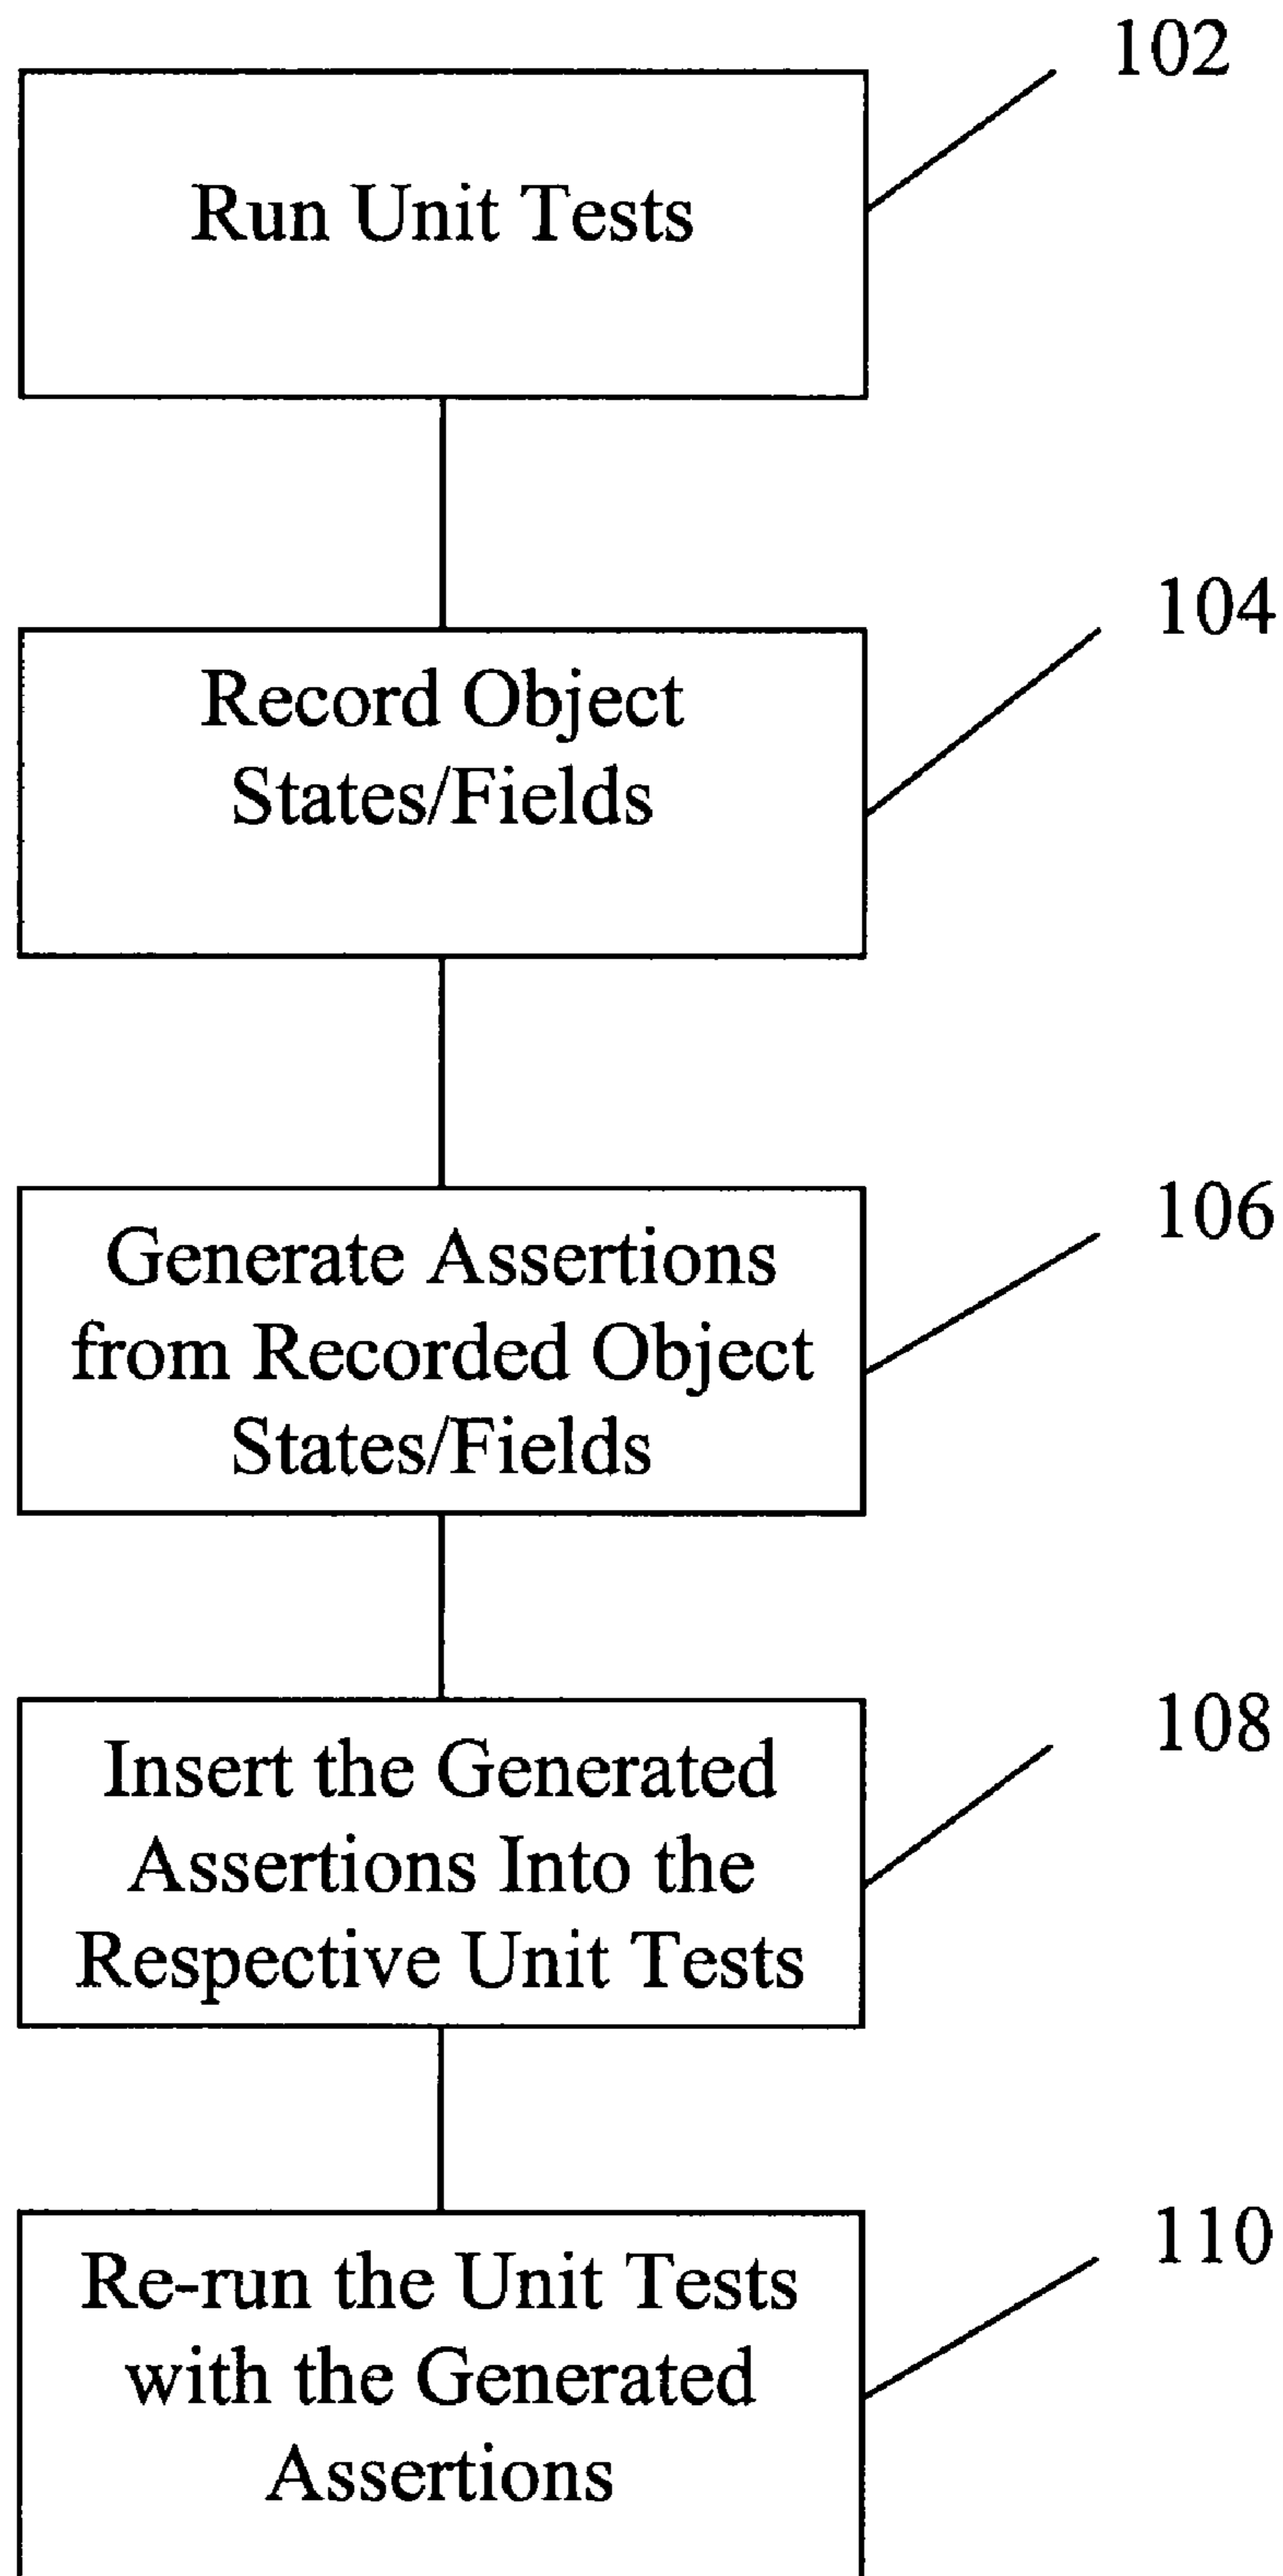 102
Run Unit Tests
104
Record Object
States/Fields
106
Generate Assertions
from Recorded Object
States/Fields
108
Insert the Generated
Assertions Into the
Respective Unit Tests
110
Re-run the Unit Tests
with the Generated
Assertions